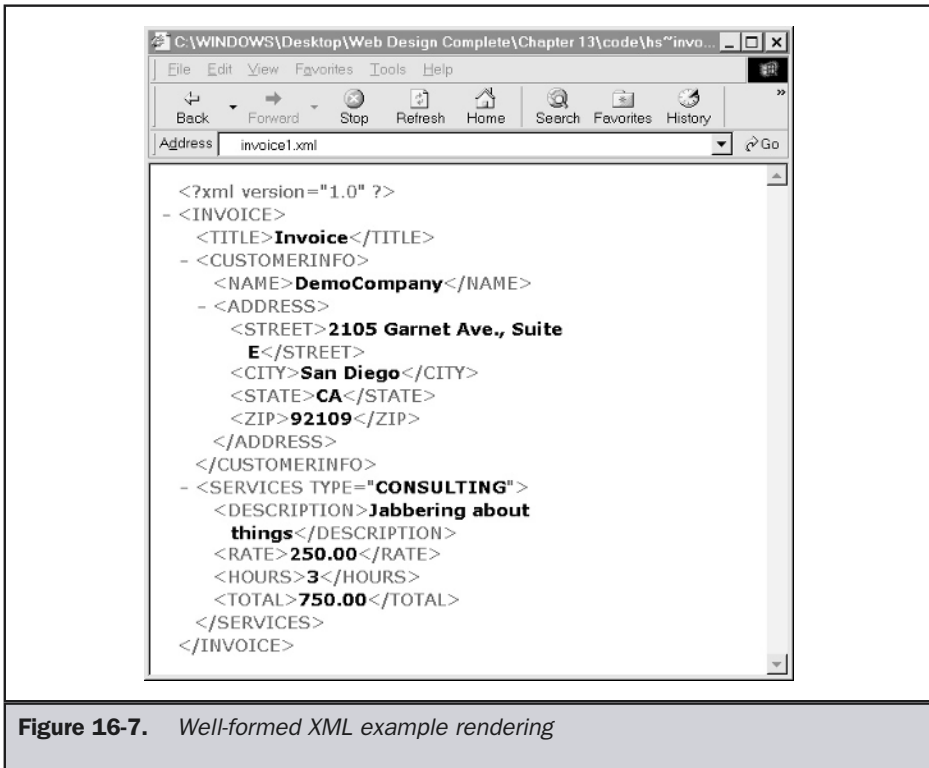 C:\WINDOWS\Desktop\Web Design Complete\Chapter 13\code\hs~invo...
File Edit View Favorites Tools Help
Back Forward Stop Refresh Home Search Favorites History »
Address invoice1.xml Go
<?xml version="1.0" ?>
- <INVOICE>
<TITLE>Invoice</TITLE>
- <CUSTOMERINFO>
<NAME>DemoCompany</NAME>
- <ADDRESS>
<STREET>2105 Garnet Ave., Suite
E</STREET>
<CITY>San Diego</CITY>
<STATE>CA</STATE>
<ZIP>92109</ZIP>
</ADDRESS>
</CUSTOMERINFO>
- <SERVICES TYPE="CONSULTING">
<DESCRIPTION>Jabbering about
things</DESCRIPTION>
<RATE>250.00</RATE>
<HOURS>3</HOURS>
<TOTAL>750.00</TOTAL>
</SERVICES>
</INVOICE>
Figure 16-7. Well-formed XML example rendering